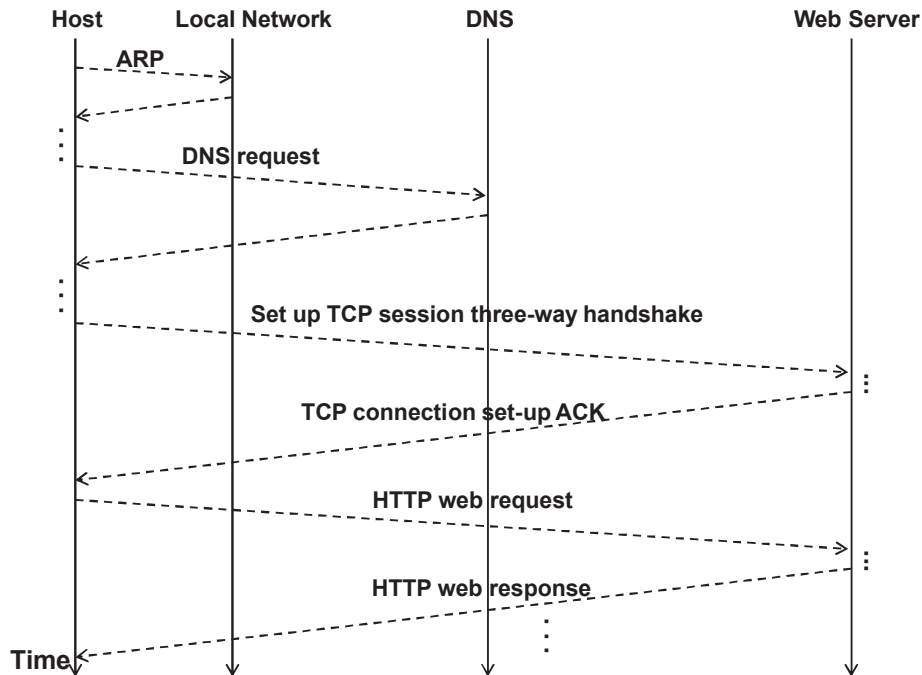 Host Local Network DNS Web Server
ARP
DNS request
Set up TCP session three-way handshake
TCP connection set-up ACK
HTTP web request
HTTP web response
Time